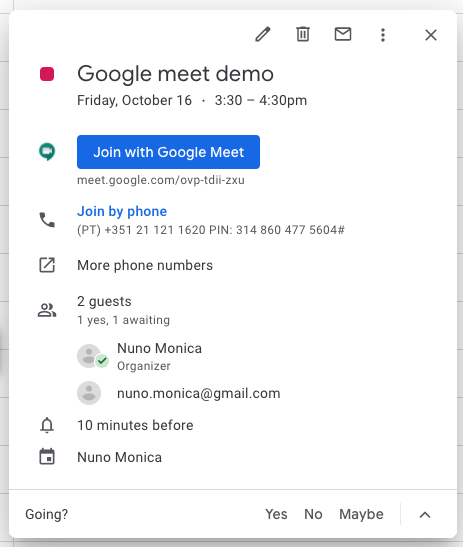 Google meet demo
Friday, October 16 · 3:30 – 4:30pm
Join with Google Meet
meet.google.com/ovp-tdii-zxu
Join by phone
(PT) +351 21 121 1620 PIN: 314 860 477 5604#
More phone numbers
2 guests
1 yes, 1 awaiting
Nuno Monica
Organizer
nuno.monica@gmail.com
10 minutes before
Nuno Monica
Going? Yes No Maybe